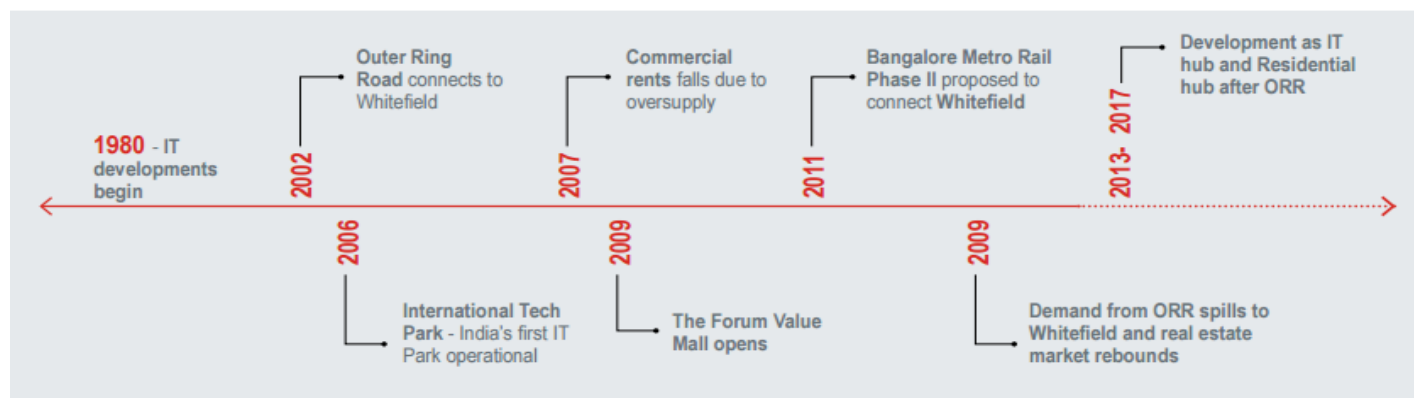 1980 - IT
developments
begin
2002
Outer Ring
Road connects to
Whitefield
2006
International Tech
Park - India's first IT
Park operational
2007
Commercial
rents falls due to
oversupply
2009
The Forum Value
Mall opens
2011
Bangalore Metro Rail
Phase II proposed to
connect Whitefield
2009
Demand from ORR spills to
Whitefield and real estate
market rebounds
2013- 2017
Development as IT
hub and Residential
hub after ORR